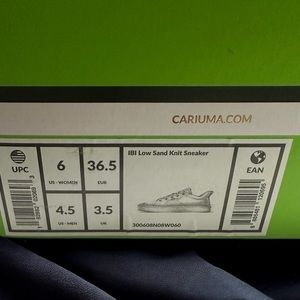 CARIUMA.COM
IBI Low Sand Knit Sneaker
UPC
6
US - WOMEN
36.5
EUR
4.5
US - MEN
3.5
UK
300608N08W060
EAN